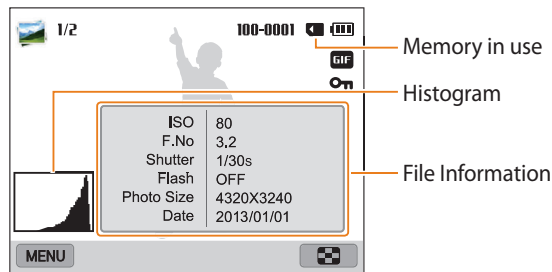 1/2 100-0001
Memory in use
GIF
Histogram
ISO 80
F.No 3.2
Shutter 1/30s
File Information
Flash OFF
Photo Size 4320X3240
Date 2013/01/01
MENU